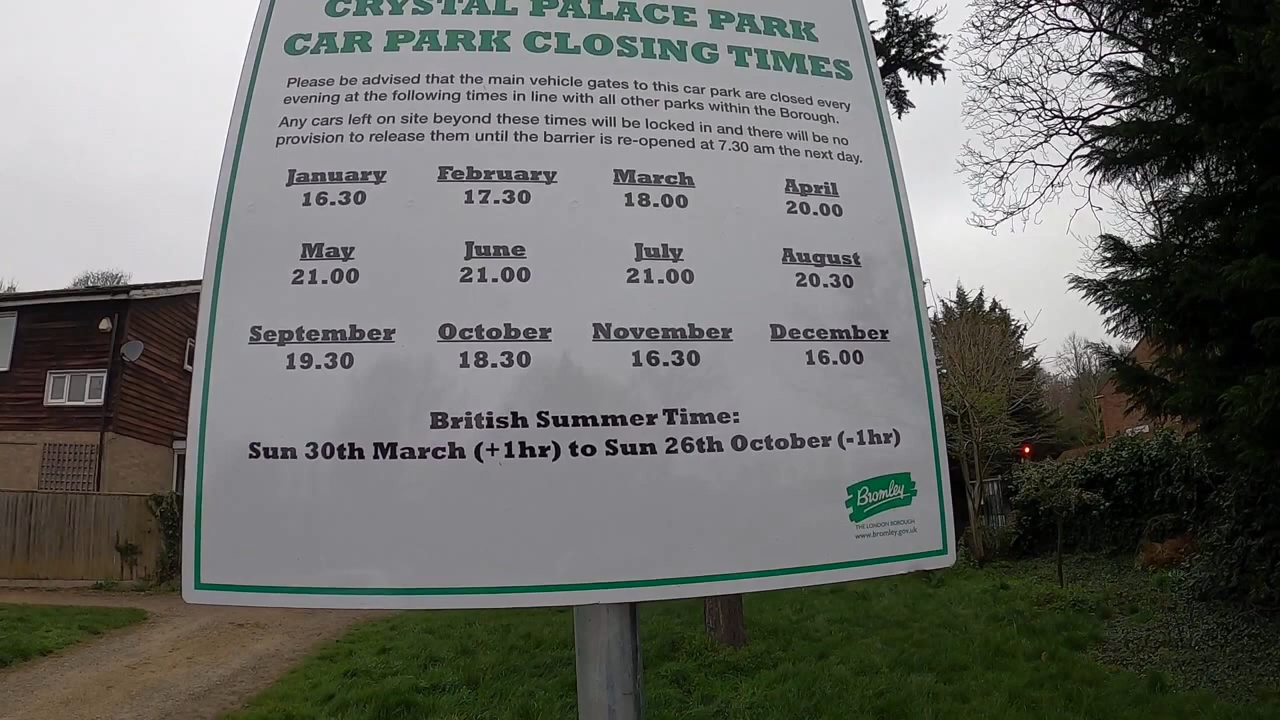 CRYSTAL PALACE PARK
CAR PARK CLOSING TIMES
Please be advised that the main vehicle gates to this car park are closed every
evening at the following times in line with all other parks within the Borough.
Any cars left on site beyond these times will be locked in and there will be no
provision to release them until the barrier is re-opened at 7.30 am the next day.
January February March April
16.30 17.30 18.00 20.00
May June July August
21.00 21.00 21.00 20.30
September October November December
19.30 18.30 16.30 16.00
British Summer Time:
Sun 30th March (+1hr) to Sun 26th October (-1hr)
Bromley
THE LONDON BOROUGH
www.bromley.gov.uk